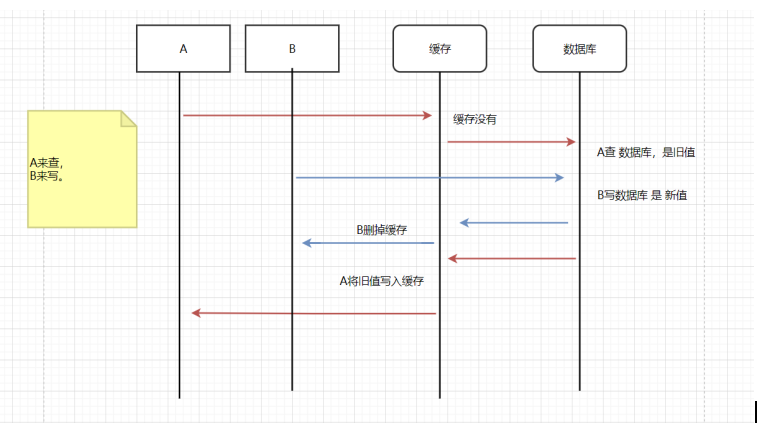 A
B
缓存
数据库
缓存没有
A查 数据库，是旧值
A来查，
B来写。
B写数据库 是 新值
B删掉缓存
A将旧值写入缓存